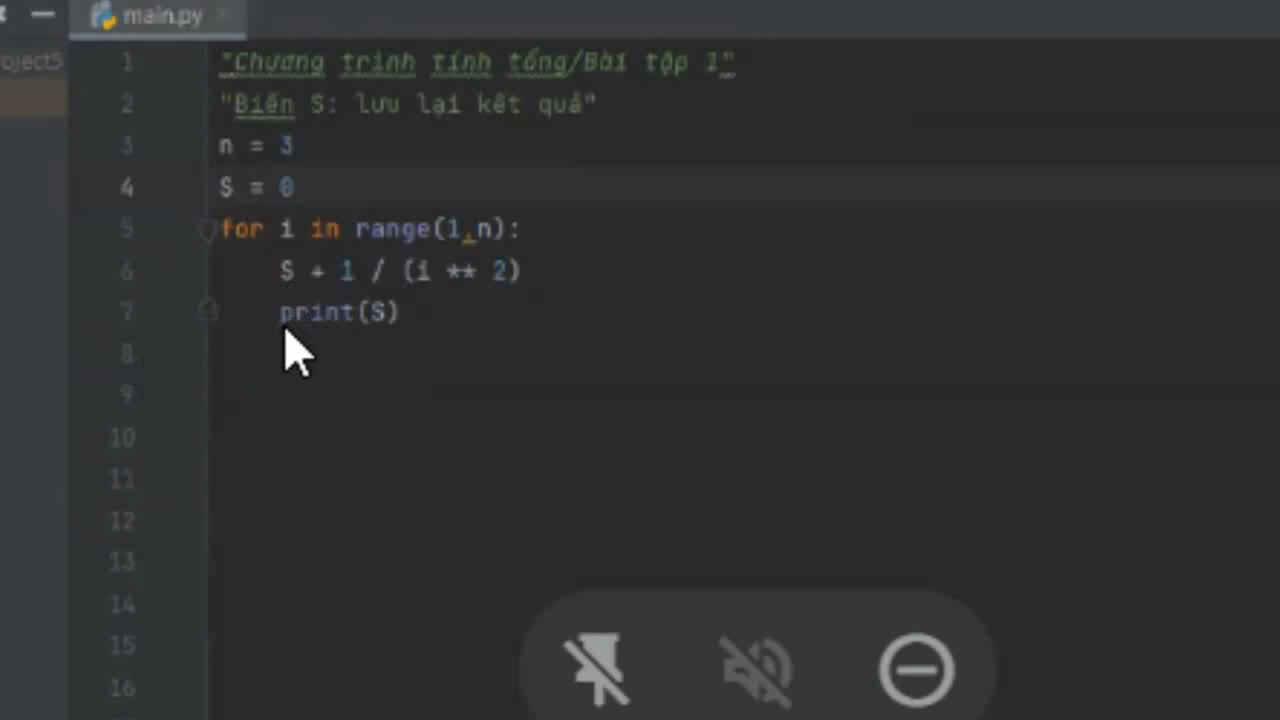 main.py
oject5
1 "Chương trình tính tổng/Bài tập 1"
2 "Biến S: lưu lại kết quả"
3 n = 3
4 S = 0
5 for i in range(1,n):
6 S + 1 / (i ** 2)
7 print(S)
8
9
10
11
12
13
14
15
16